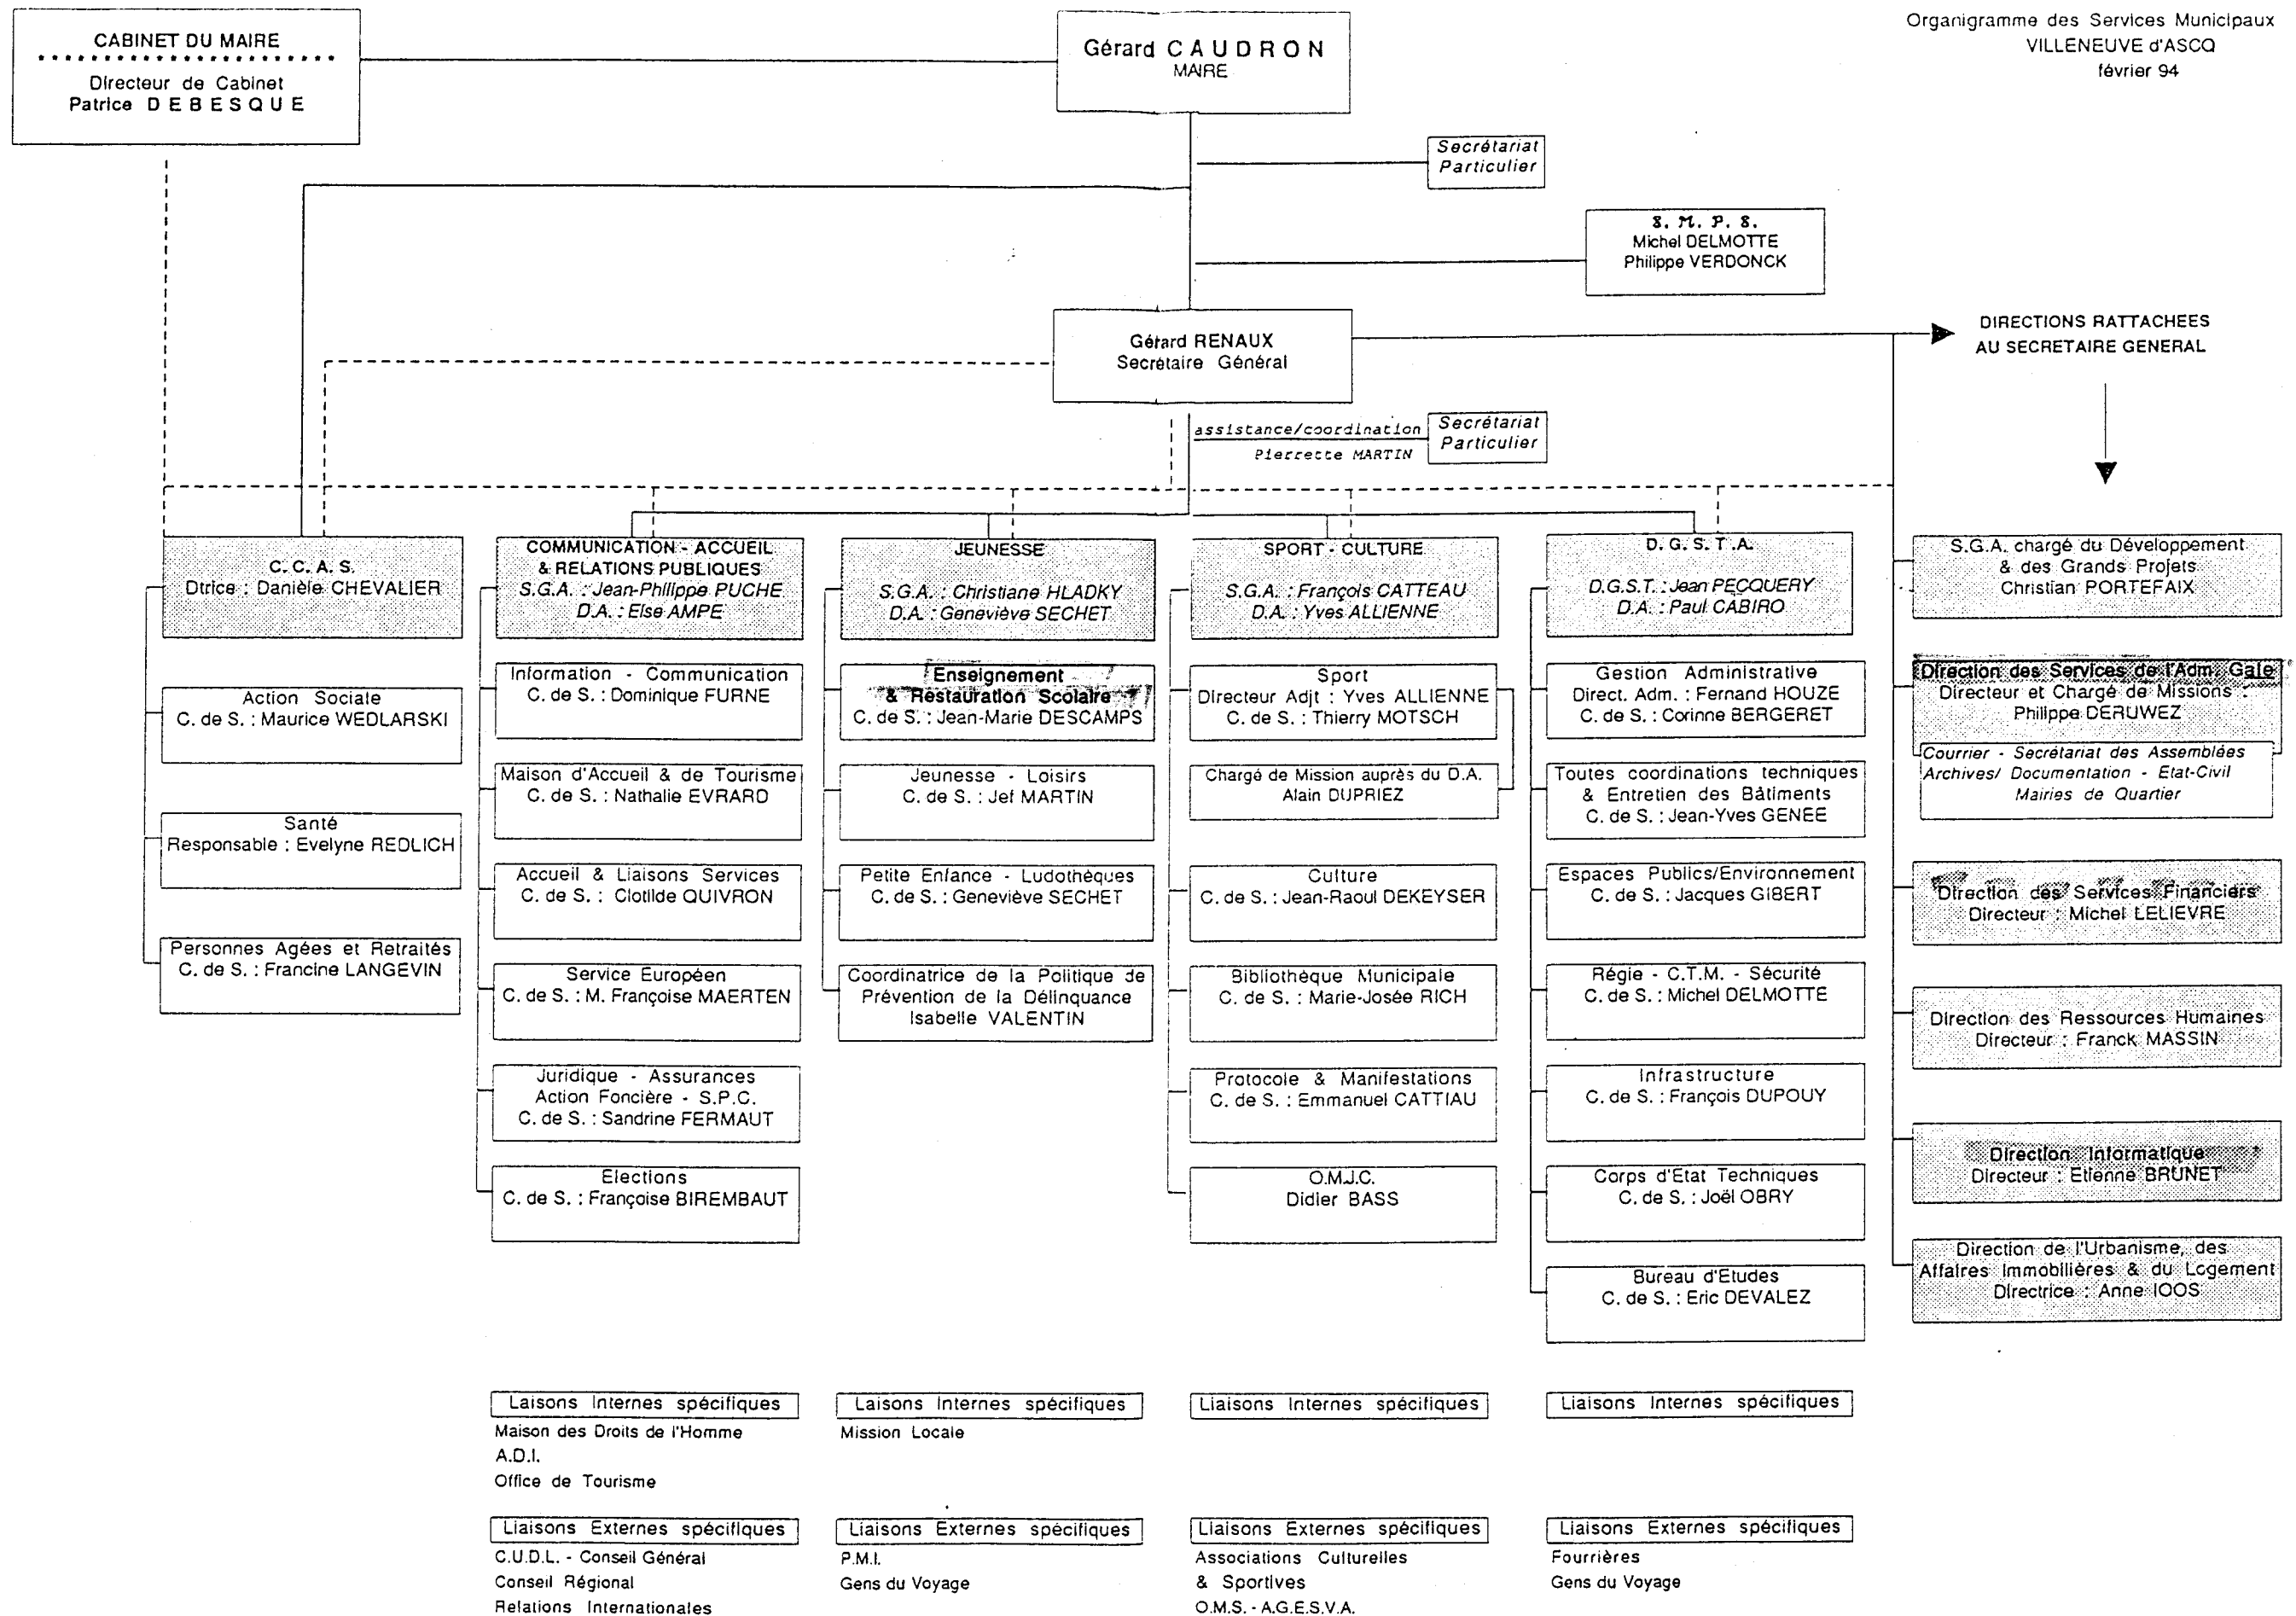 Organigramme des Services Municipaux
VILLENEUVE d'ASCQ
février 94
CABINET DU MAIRE
Directeur de Cabinet
Patrice DEBESQUE
Gérard CAUDRON
MAIRE
Secrétariat
Particulier
S. M. P. S.
Michel DELMOTTE
Philippe VERDONCK
Gérard RENAUX
Secrétaire Général
DIRECTIONS RATTACHEES
AU SECRETAIRE GENERAL
assistance/coordination
Pierrette MARTIN
Secrétariat
Particulier
C. C. A. S.
Dtrice : Danièle CHEVALIER
Action Sociale
C. de S. : Maurice WEDLARSKI
Santé
Responsable : Evelyne REDLICH
Personnes Agées et Retraités
C. de S. : Francine LANGEVIN
COMMUNICATION - ACCUEIL
& RELATIONS PUBLIQUES
S.G.A. : Jean-Philippe PUCHE
D.A. : Else AMPE
Information - Communication
C. de S. : Dominique FURNE
Maison d'Accueil & de Tourisme
C. de S. : Nathalie EVRARD
Accueil & Liaisons Services
C. de S. : Clotilde QUIVRON
Service Européen
C. de S. : M. Françoise MAERTEN
Juridique - Assurances
Action Foncière - S.P.C.
C. de S. : Sandrine FERMAUT
Elections
C. de S. : Françoise BIREMBAUT
Laisons Internes spécifiques
Maison des Droits de l'Homme
A.D.I.
Office de Tourisme
Liaisons Externes spécifiques
C.U.D.L. - Conseil Général
Conseil Régional
Relations Internationales
JEUNESSE
S.G.A. : Christiane HLADKY
D.A. : Geneviève SECHET
Enseignement
& Restauration Scolaire
C. de S. : Jean-Marie DESCAMPS
Jeunesse - Loisirs
C. de S. : Jef MARTIN
Petite Enfance - Ludothèques
C. de S. : Geneviève SECHET
Coordinatrice de la Politique de
Prévention de la Délinquance
Isabelle VALENTIN
Laisons Internes spécifiques
Mission Locale
Liaisons Externes spécifiques
P.M.I.
Gens du Voyage
SPORT - CULTURE
S.G.A. : François CATTEAU
D.A. : Yves ALLIENNE
Sport
Directeur Adjt : Yves ALLIENNE
C. de S. : Thierry MOTSCH
Chargé de Mission auprès du D.A.
Alain DUPRIEZ
Culture
C. de S. : Jean-Raoul DEKEYSER
Bibliothèque Municipale
C. de S. : Marie-Josée RICH
Protocole & Manifestations
C. de S. : Emmanuel CATTIAU
O.M.J.C.
Didier BASS
Liaisons Internes spécifiques
Liaisons Externes spécifiques
Associations Culturelles
& Sportives
O.M.S. - A.G.E.S.V.A.
D. G. S. T .A.
D.G.S.T. : Jean PECQUERY
D.A. : Paul CABIRO
Gestion Administrative
Direct. Adm. : Fernand HOUZE
C. de S. : Corinne BERGERET
Toutes coordinations techniques
& Entretien des Bâtiments
C. de S. : Jean-Yves GENEE
Espaces Publics/Environnement
C. de S. : Jacques GIBERT
Régie - C.T.M. - Sécurité
C. de S. : Michel DELMOTTE
Infrastructure
C. de S. : François DUPOUY
Corps d'Etat Techniques
C. de S. : Joël OBRY
Bureau d'Etudes
C. de S. : Eric DEVALEZ
Liaisons Internes spécifiques
Liaisons Externes spécifiques
Fourrières
Gens du Voyage
S.G.A. chargé du Développement
& des Grands Projets
Christian PORTEFAIX
Direction des Services de l'Adm. Gale
Directeur et Chargé de Missions :
Philippe DERUWEZ
Courrier - Secrétariat des Assemblées
Archives/ Documentation - Etat-Civil
Mairies de Quartier
Direction des Services Financiers
Directeur : Michel LELIEVRE
Direction des Ressources Humaines
Directeur : Franck MASSIN
Direction Informatique
Directeur : Etienne BRUNET
Direction de l'Urbanisme, des
Affaires Immobilières & du Logement
Directrice : Anne IOOS